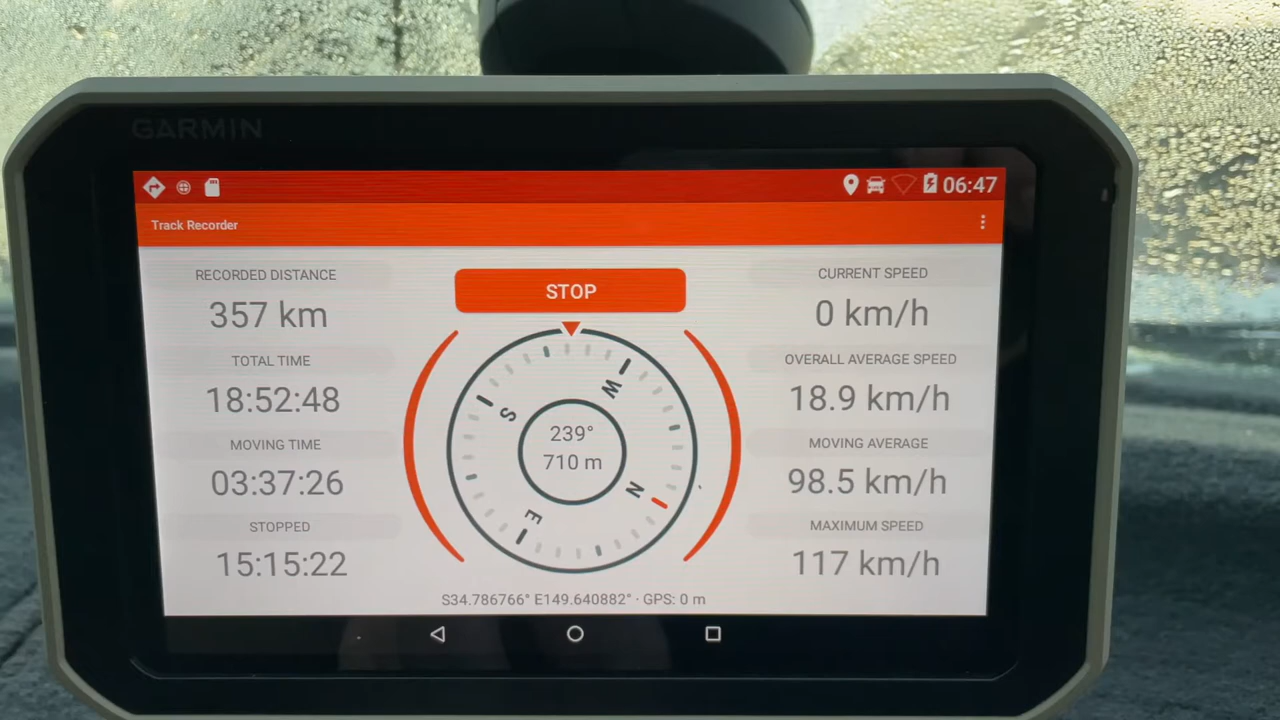 GARMIN
06:47
Track Recorder
RECORDED DISTANCE
357 km
TOTAL TIME
18:52:48
MOVING TIME
03:37:26
STOPPED
15:15:22
STOP
W
S
N
E
239°
710 m
S34.786766° E149.640882° · GPS: 0 m
CURRENT SPEED
0 km/h
OVERALL AVERAGE SPEED
18.9 km/h
MOVING AVERAGE
98.5 km/h
MAXIMUM SPEED
117 km/h